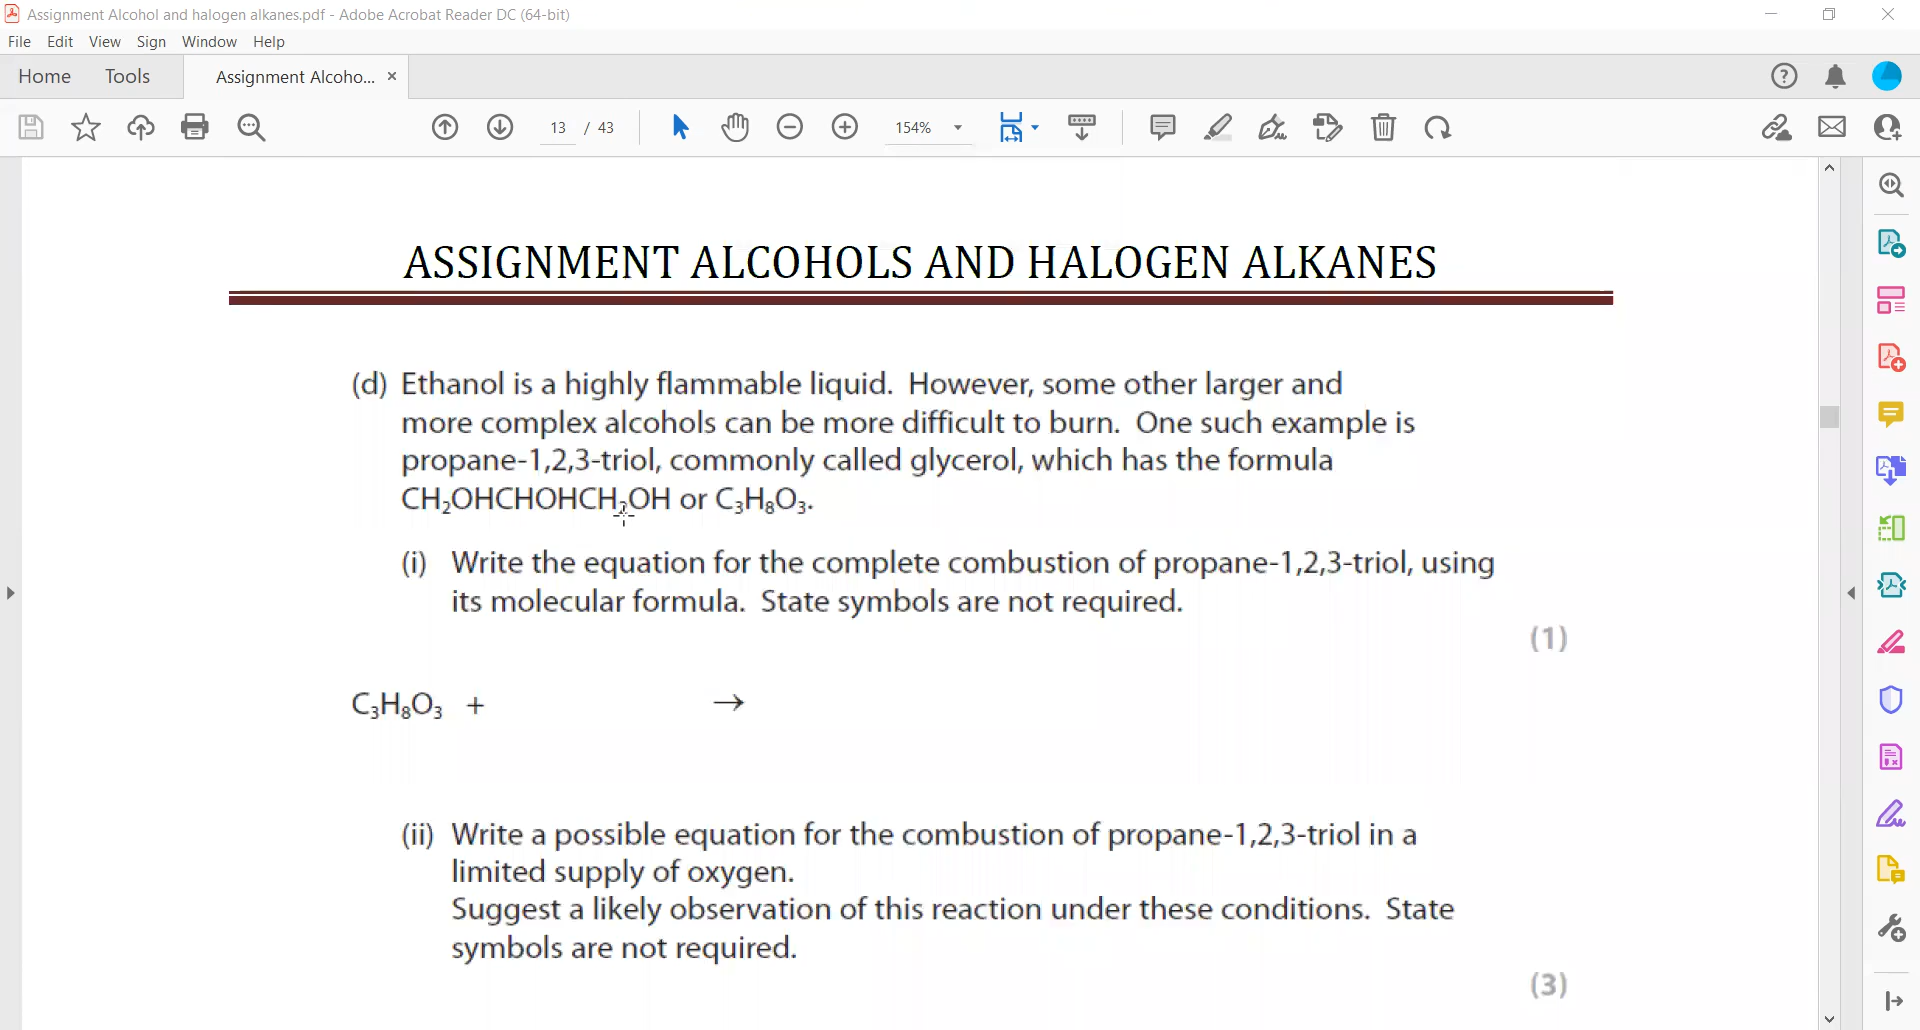 Assignment Alcohol and halogen alkanes.pdf - Adobe Acrobat Reader DC (64-bit)
File Edit View Sign Window Help
Home Tools Assignment Alcoho... ×
13 / 43 154%
ASSIGNMENT ALCOHOLS AND HALOGEN ALKANES
(d) Ethanol is a highly flammable liquid. However, some other larger and
more complex alcohols can be more difficult to burn. One such example is
propane-1,2,3-triol, commonly called glycerol, which has the formula
CH₂OHCHOHCH₂OH or C₃H₈O₃.
(i) Write the equation for the complete combustion of propane-1,2,3-triol, using
its molecular formula. State symbols are not required.
(1)
C₃H₈O₃ + →
(ii) Write a possible equation for the combustion of propane-1,2,3-triol in a
limited supply of oxygen.
Suggest a likely observation of this reaction under these conditions. State
symbols are not required.
(3)